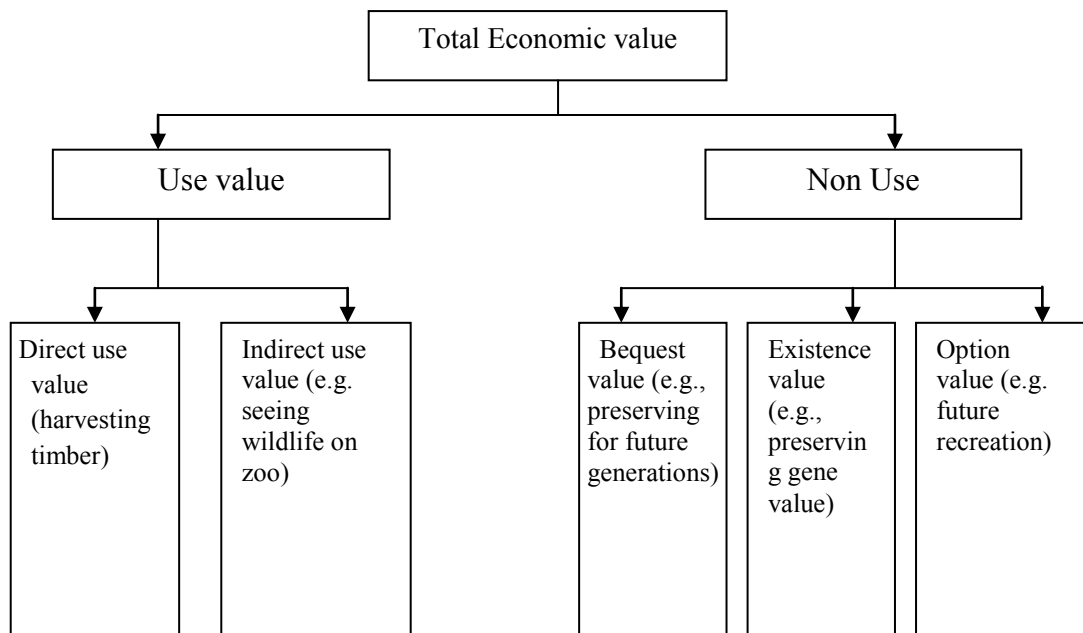 Total Economic value
Use value
Non Use
Direct use
value
(harvesting
timber)
Indirect use
value (e.g.
seeing
wildlife on
zoo)
Bequest
value (e.g.,
preserving
for future
generations)
Existence
value
(e.g.,
preservin
g gene
value)
Option
value (e.g.
future
recreation)